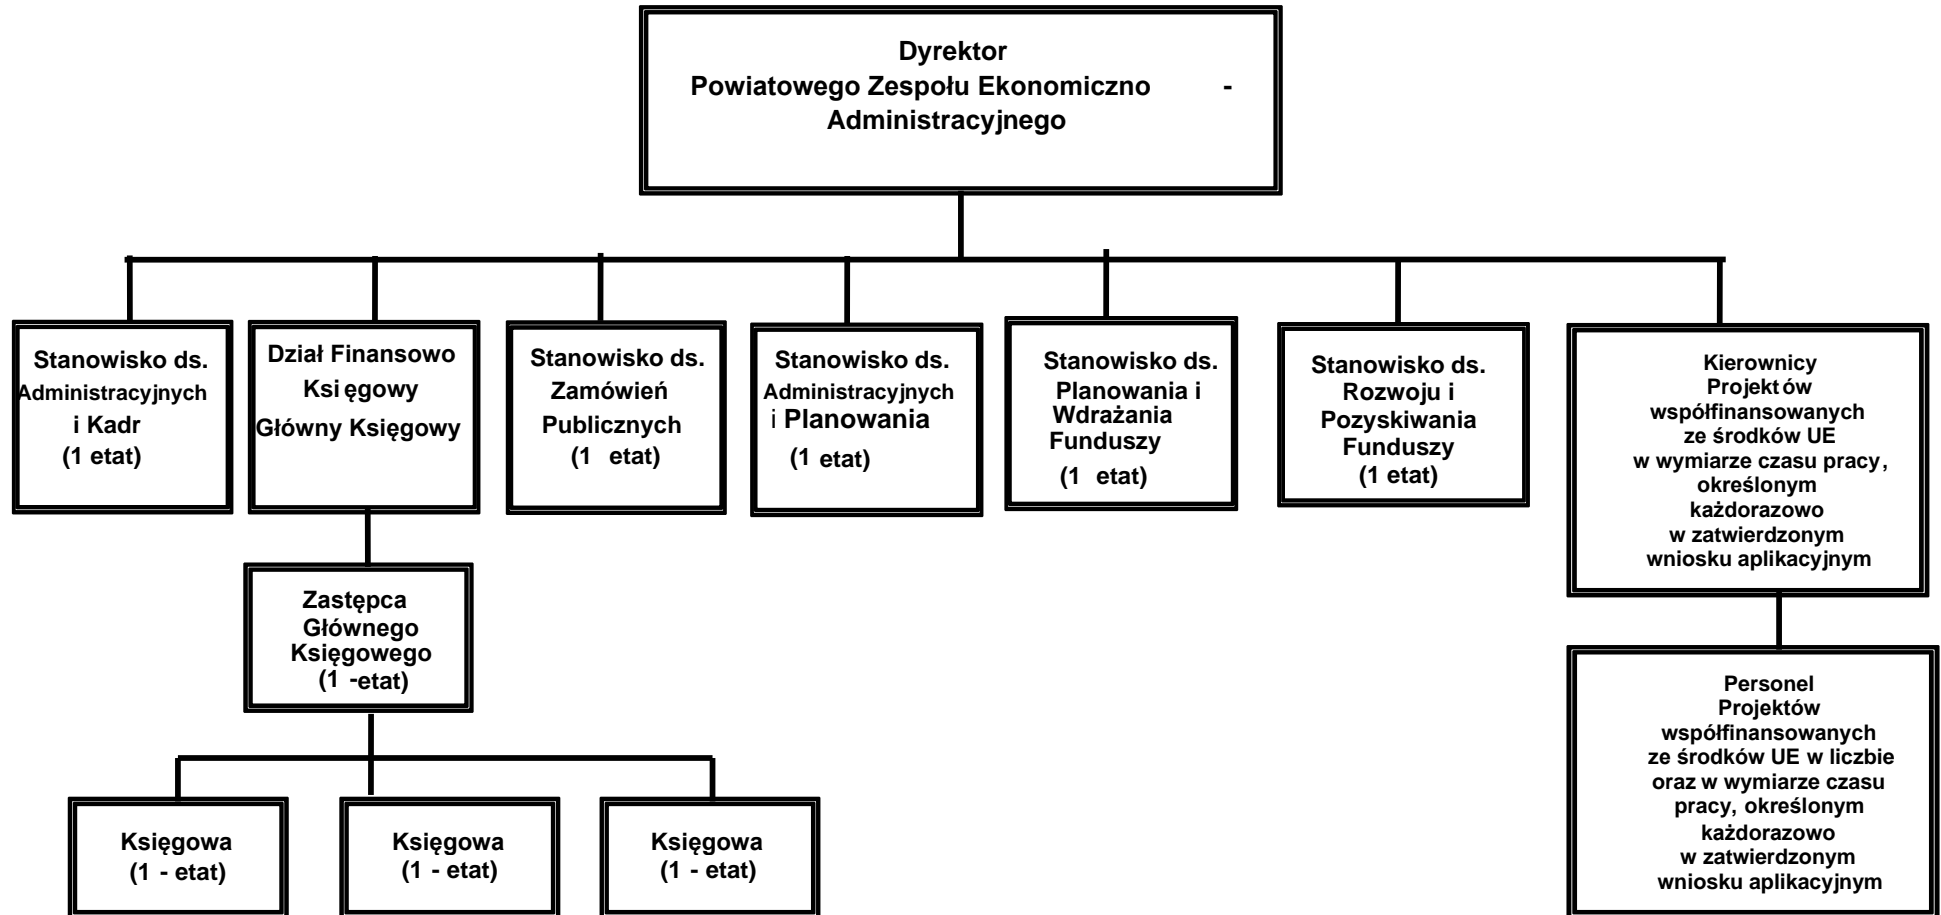 Dyrektor
Powiatowego Zespołu Ekonomiczno -
Administracyjnego
Stanowisko ds.
Administracyjnych
i Kadr
(1 etat)
Dział Finansowo
Księgowy
Główny Księgowy
Stanowisko ds.
Zamówień
Publicznych
(1 etat)
Stanowisko ds.
Administracyjnych
i Planowania
(1 etat)
Stanowisko ds.
Planowania i
Wdrażania
Funduszy
(1 etat)
Stanowisko ds.
Rozwoju i
Pozyskiwania
Funduszy
(1 etat)
Kierownicy
Projektów
współfinansowanych
ze środków UE
w wymiarze czasu pracy,
określonym
każdorazowo
w zatwierdzonym
wniosku aplikacyjnym
Zastępca
Głównego
Księgowego
(1 -etat)
Personel
Projektów
współfinansowanych
ze środków UE w liczbie
oraz w wymiarze czasu
pracy, określonym
każdorazowo
w zatwierdzonym
wniosku aplikacyjnym
Księgowa
(1 - etat)
Księgowa
(1 - etat)
Księgowa
(1 - etat)